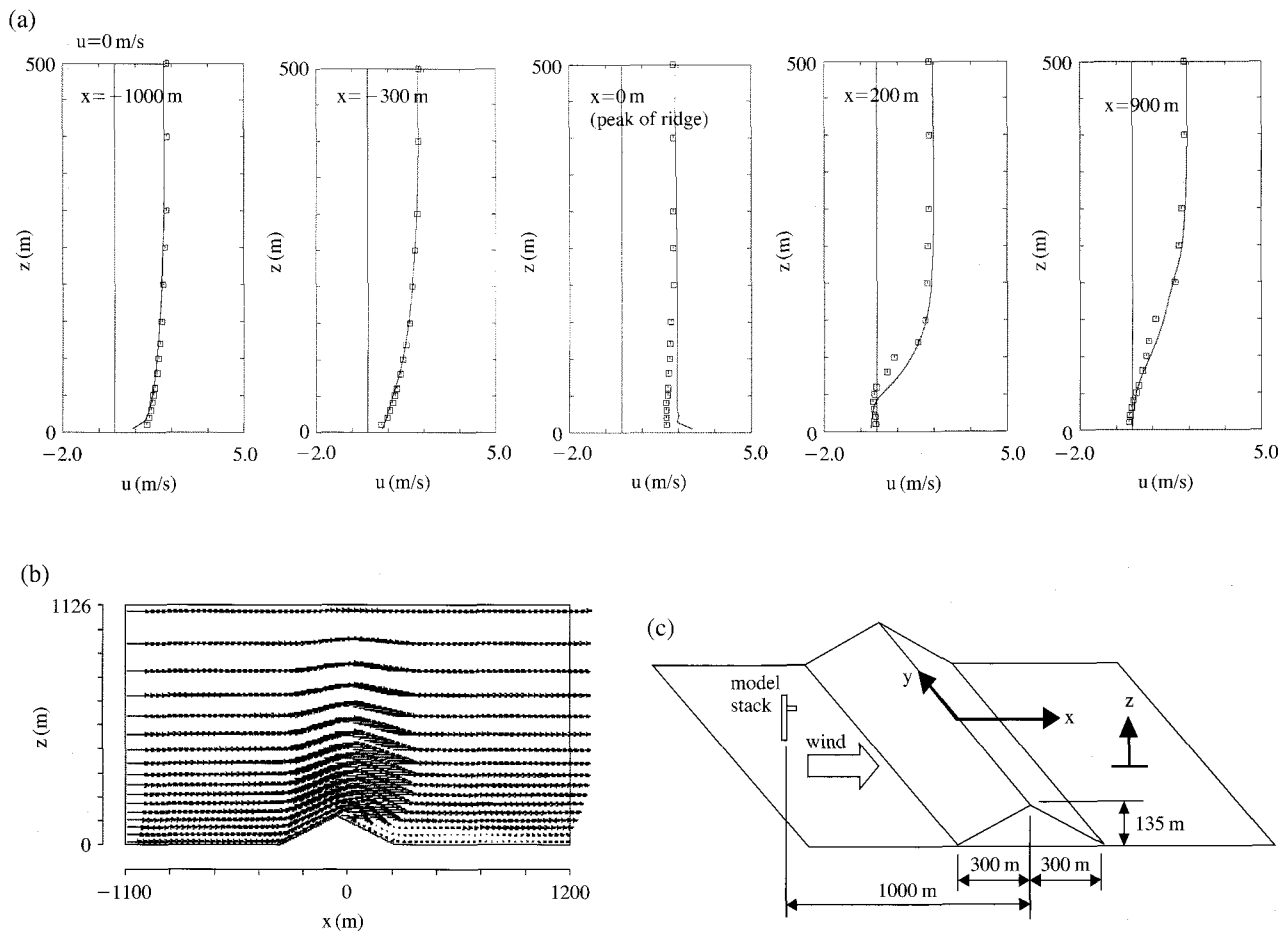 (a)
u=0 m/s
500
x=−1000 m
z (m)
0
−2.0
5.0
u (m/s)
500
x=−300 m
z (m)
0
−2.0
5.0
u (m/s)
500
x=0 m
(peak of ridge)
z (m)
0
−2.0
5.0
u (m/s)
500
x=200 m
z (m)
0
−2.0
5.0
u (m/s)
500
x=900 m
z (m)
0
−2.0
5.0
u (m/s)
(b)
1126
z (m)
0
−1100
0
1200
x (m)
(c)
model
stack
wind
y
x
z
135 m
300 m
300 m
1000 m